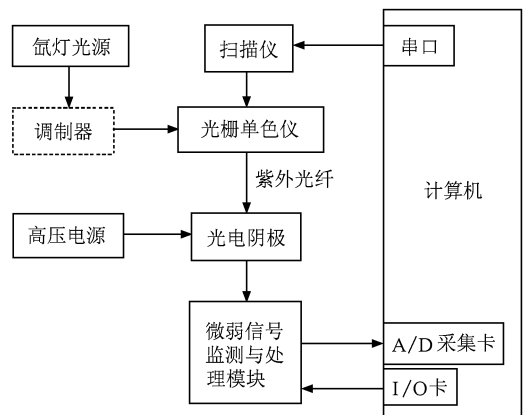 氙灯光源
扫描仪
串口
调制器
光栅单色仪
紫外光纤
计算机
高压电源
光电阴极
微弱信号
监测与处
理模块
A/D采集卡
I/O卡